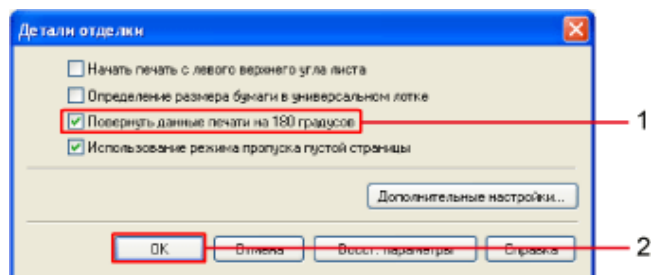 Детали отделки
Начать печать с левого верхнего угла листа
Определение размера бумаги в универсальном лотке
Повернуть данные печати на 180 градусов
1
Использование режима пропуска пустой страницы
Дополнительные настройки...
OK Отмена Восст. параметры Справка
2